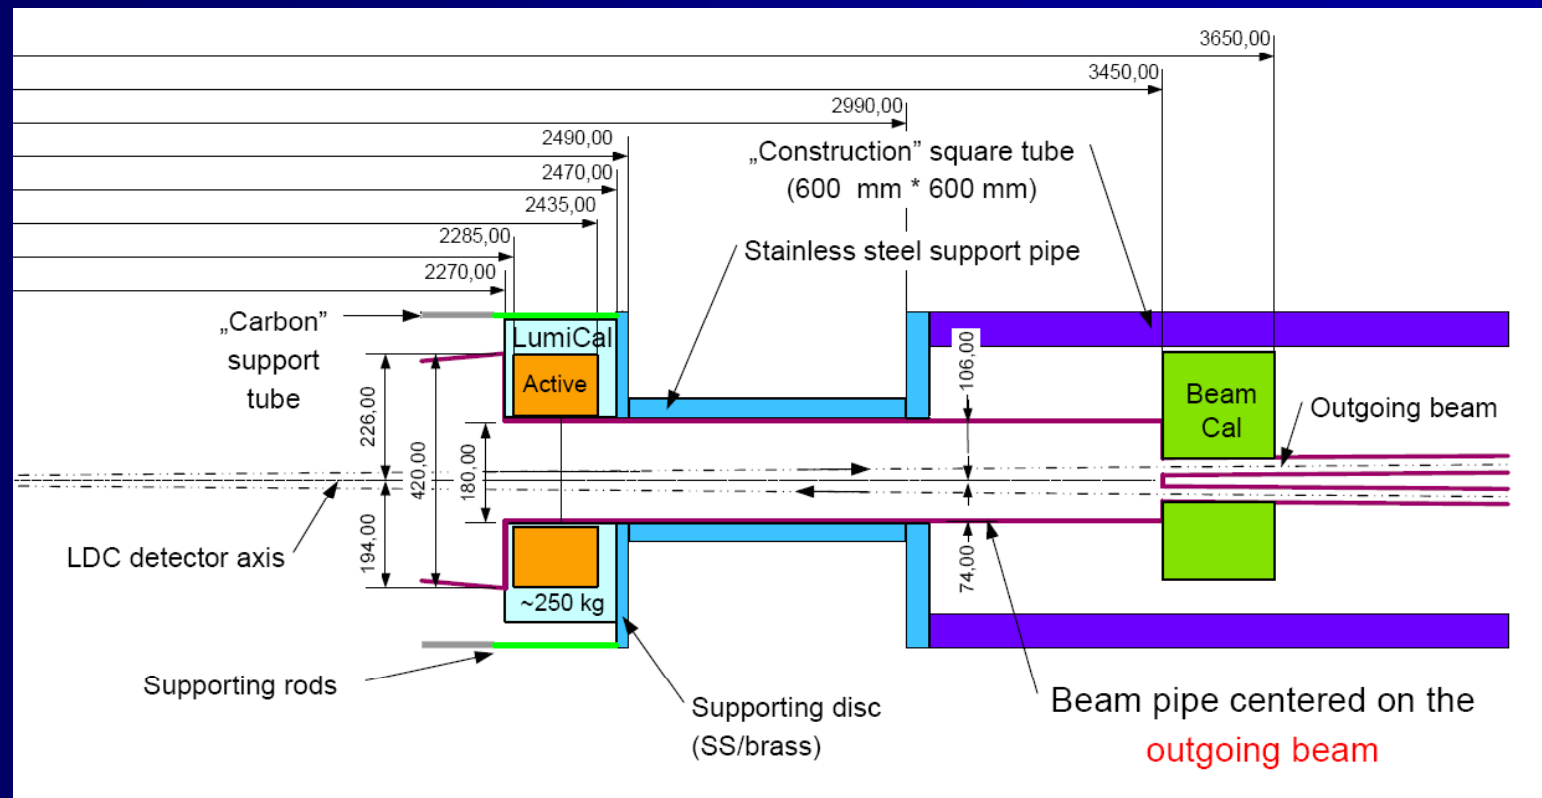 3650,00
3450,00
2990,00
2490,00
„Construction” square tube
(600 mm * 600 mm)
2470,00
2435,00
2285,00
Stainless steel support pipe
2270,00
„Carbon”
support
tube
LumiCal
Active
226,00
420,00
180,00
106,00
Beam
Cal
Outgoing beam
LDC detector axis
194,00
74,00
~250 kg
Supporting rods
Supporting disc
(SS/brass)
Beam pipe centered on the
outgoing beam